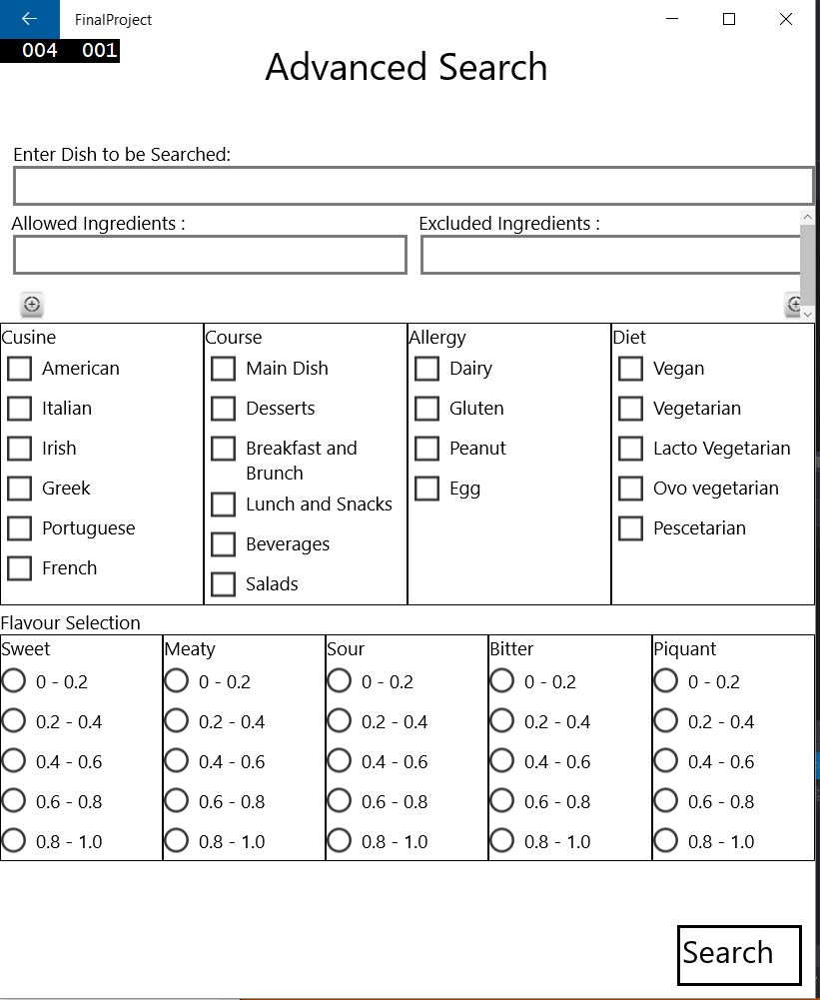 FinalProject
004 001
Advanced Search
Enter Dish to be Searched:
Allowed Ingredients :
Excluded Ingredients :
Cusine
American
Italian
Irish
Greek
Portuguese
French
Course
Main Dish
Desserts
Breakfast and
Brunch
Lunch and Snacks
Beverages
Salads
Allergy
Dairy
Gluten
Peanut
Egg
Diet
Vegan
Vegetarian
Lacto Vegetarian
Ovo vegetarian
Pescetarian
Flavour Selection
Sweet
0 - 0.2
0.2 - 0.4
0.4 - 0.6
0.6 - 0.8
0.8 - 1.0
Meaty
0 - 0.2
0.2 - 0.4
0.4 - 0.6
0.6 - 0.8
0.8 - 1.0
Sour
0 - 0.2
0.2 - 0.4
0.4 - 0.6
0.6 - 0.8
0.8 - 1.0
Bitter
0 - 0.2
0.2 - 0.4
0.4 - 0.6
0.6 - 0.8
0.8 - 1.0
Piquant
0 - 0.2
0.2 - 0.4
0.4 - 0.6
0.6 - 0.8
0.8 - 1.0
Search